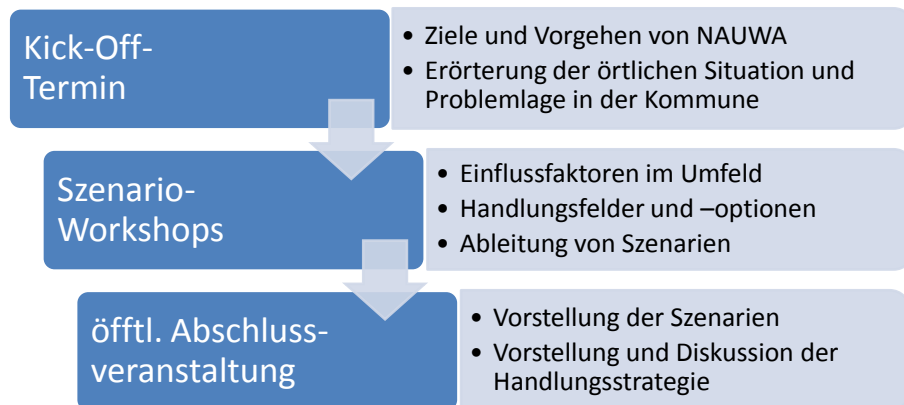 Kick-Off-
Termin
• Ziele und Vorgehen von NAUWA
• Erörterung der örtlichen Situation und
Problemlage in der Kommune
Szenario-
Workshops
• Einflussfaktoren im Umfeld
• Handlungsfelder und –optionen
• Ableitung von Szenarien
öfftl. Abschluss-
veranstaltung
• Vorstellung der Szenarien
• Vorstellung und Diskussion der
Handlungsstrategie